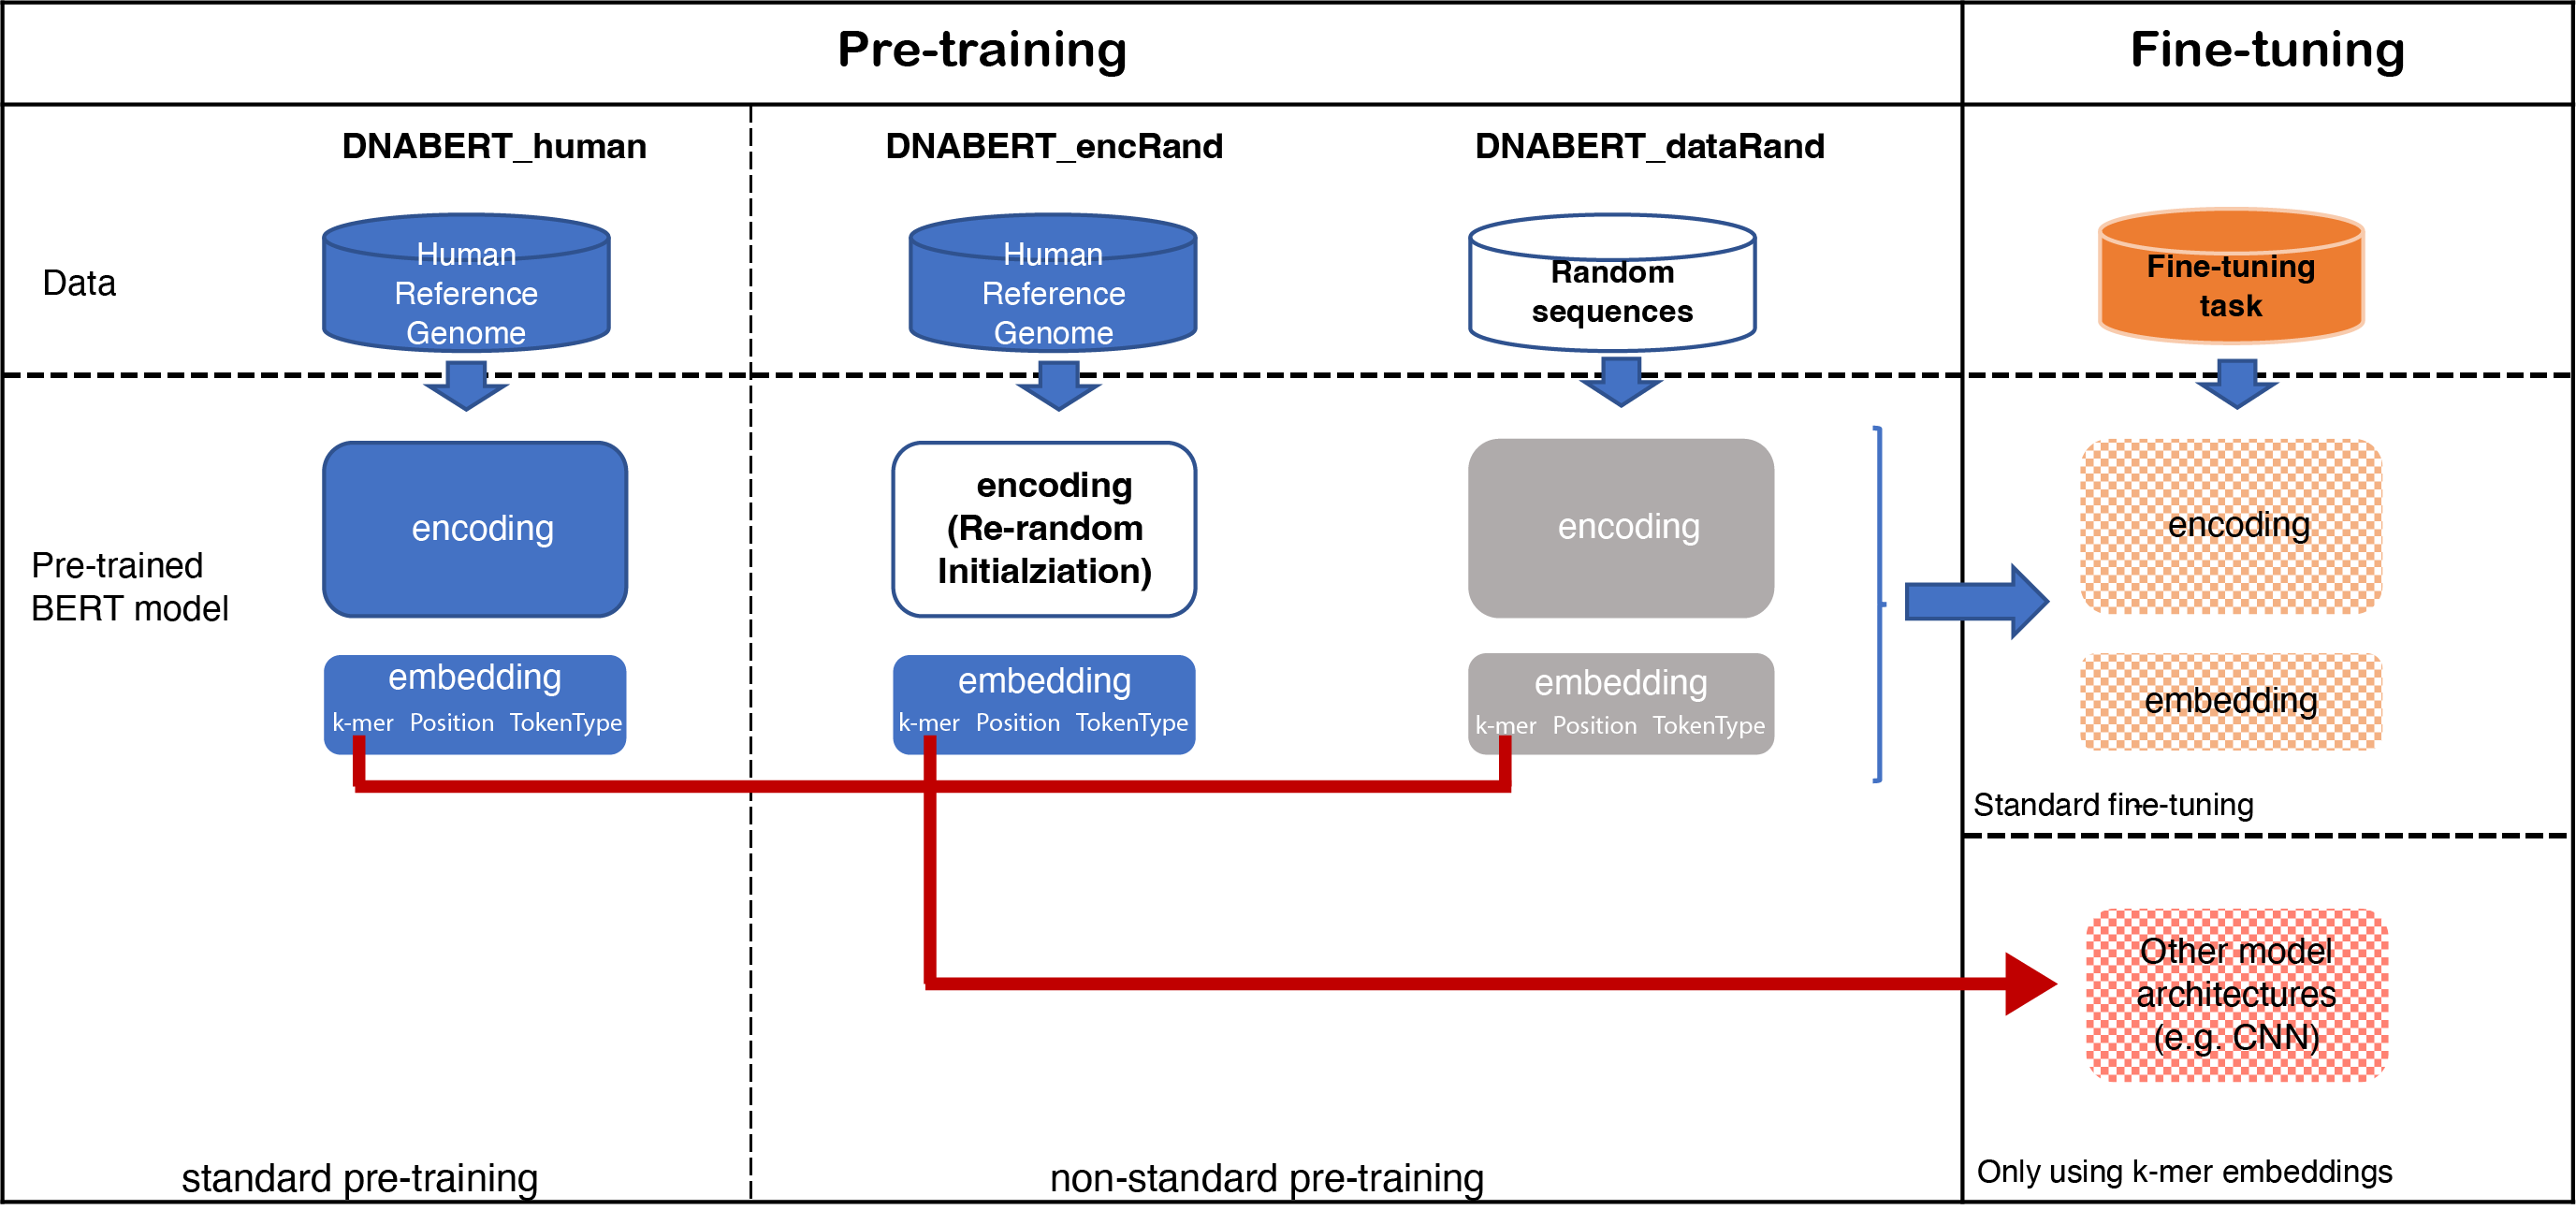 Pre-training
Fine-tuning
DNABERT_human
DNABERT_encRand
DNABERT_dataRand
Data
Human
Reference
Genome
Human
Reference
Genome
Random
sequences
Fine-tuning
task
Pre-trained
BERT model
encoding
encoding
(Re-random
Initialziation)
encoding
encoding
embedding
k-mer Position TokenType
embedding
k-mer Position TokenType
embedding
k-mer Position TokenType
embedding
Standard fine-tuning
Other model
architectures
(e.g. CNN)
standard pre-training
non-standard pre-training
Only using k-mer embeddings